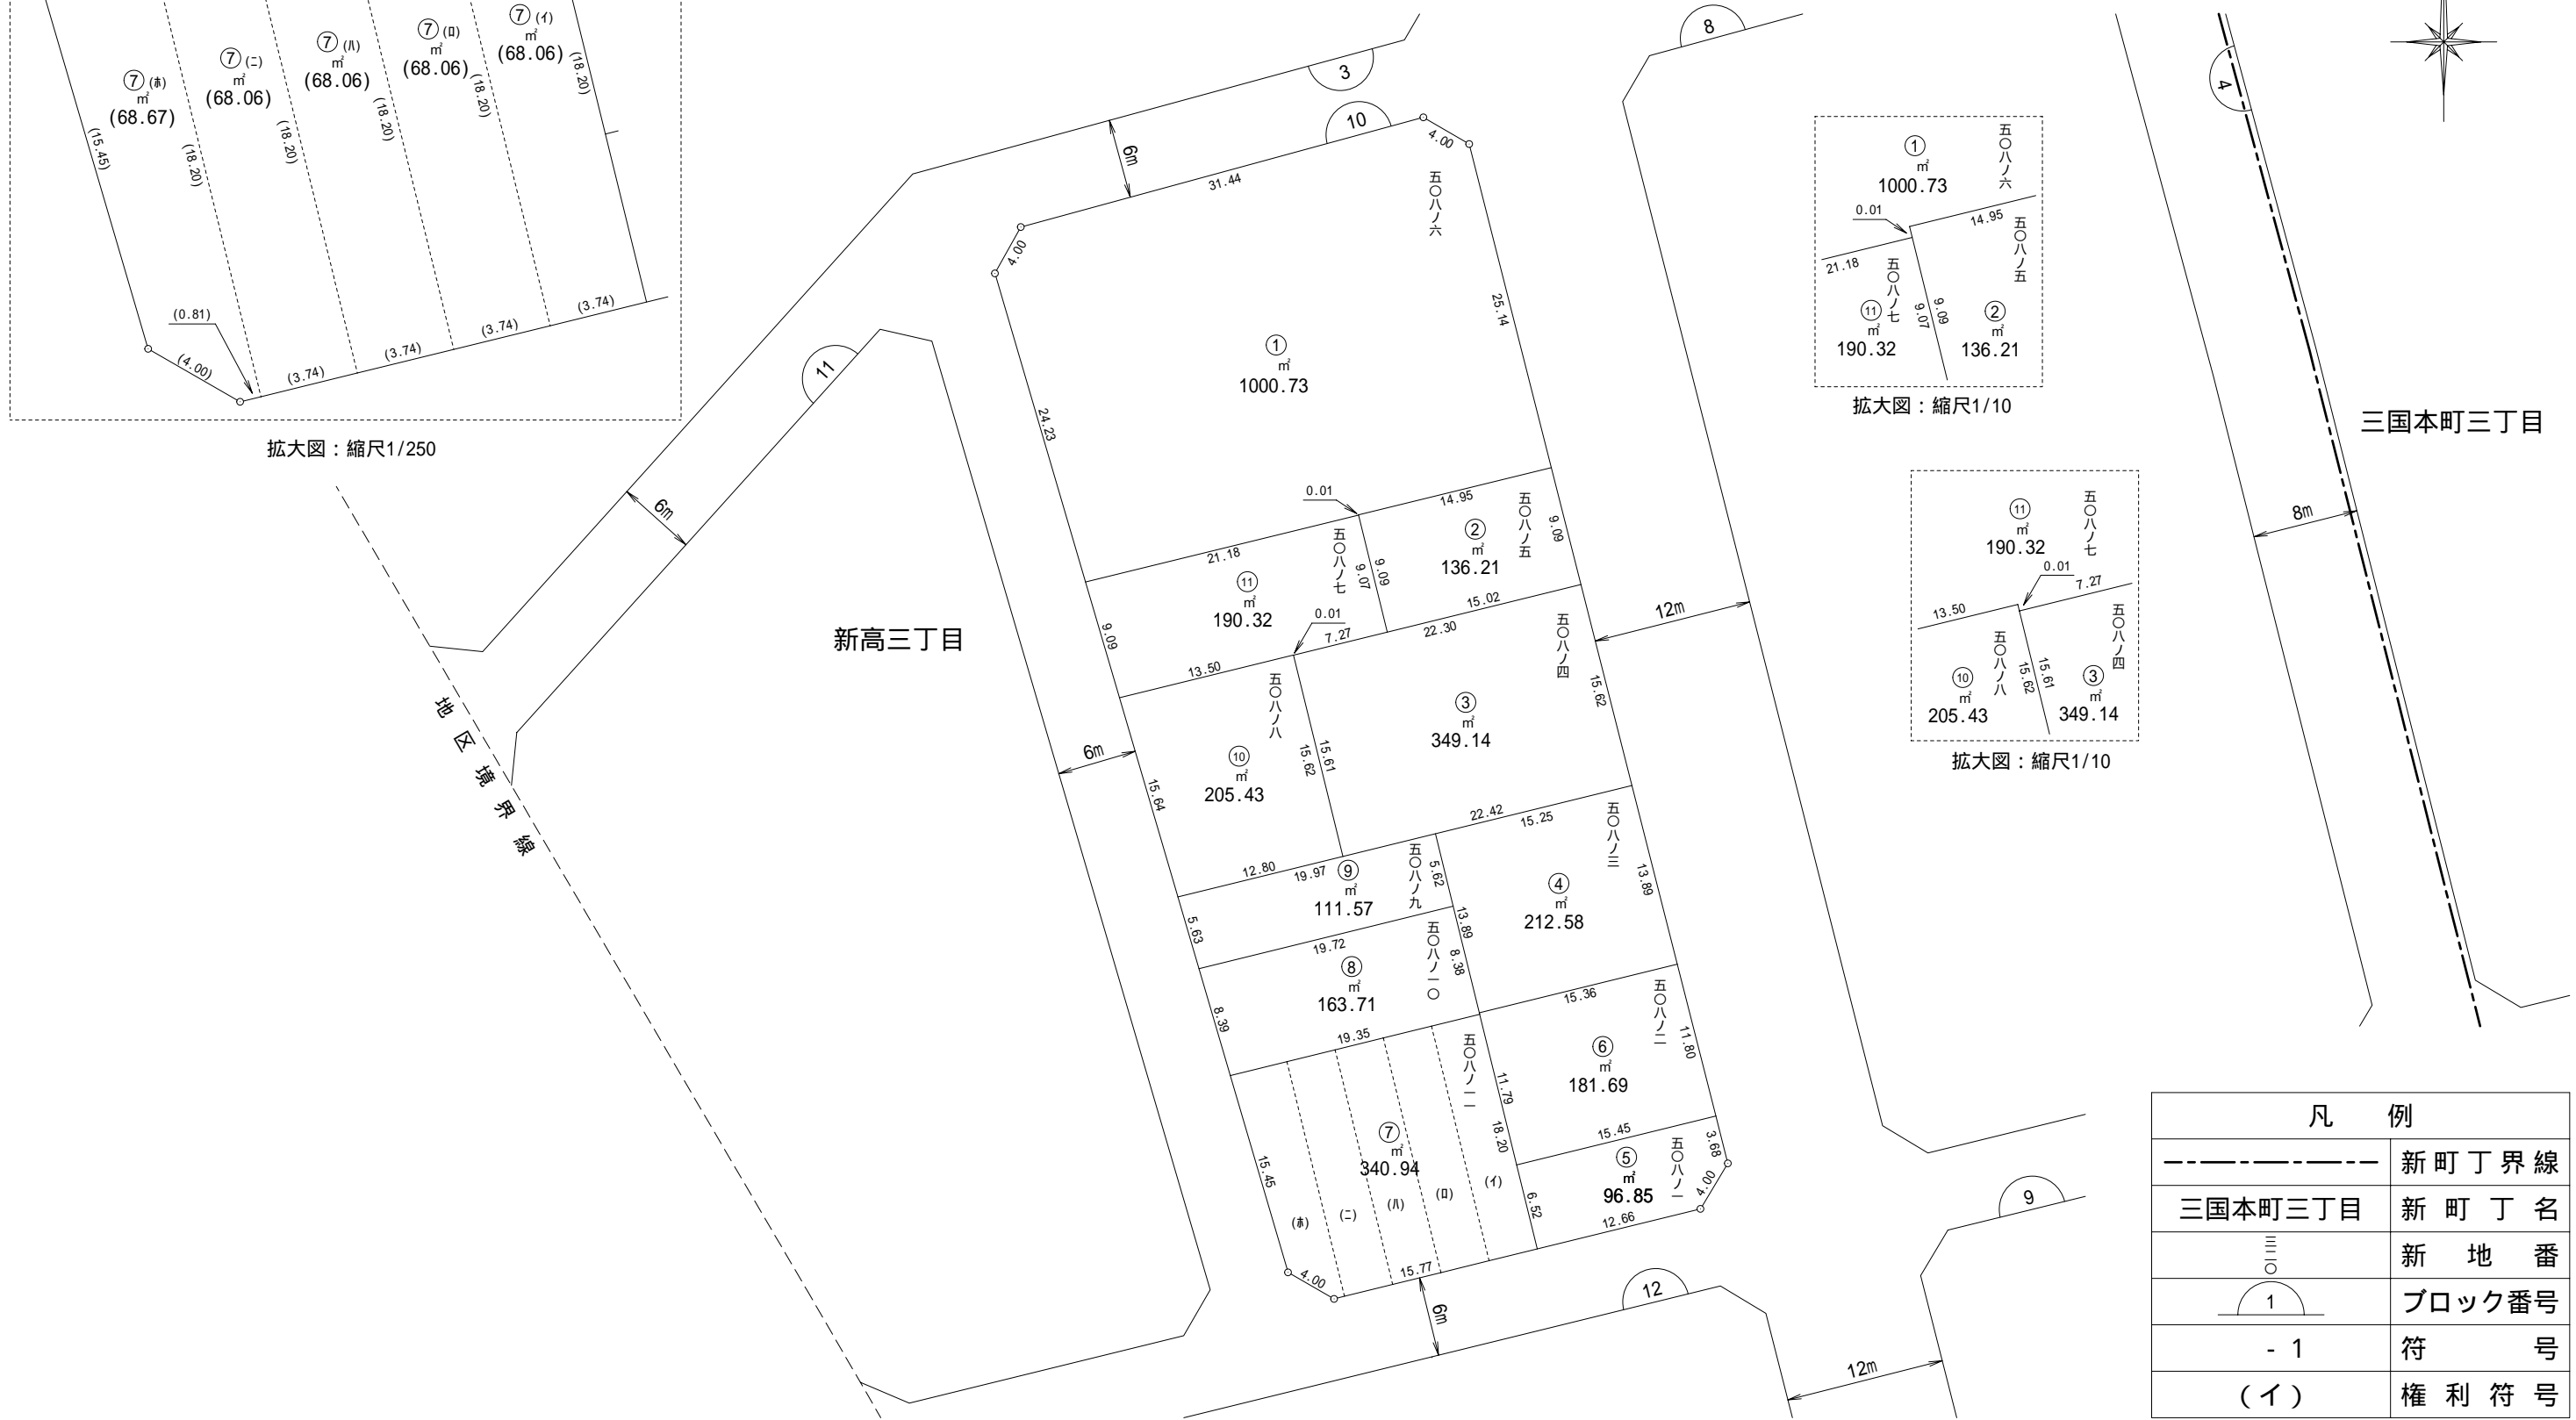 ⑦(ホ)
㎡
(68.67)
⑦(ニ)
㎡
(68.06)
⑦(ハ)
㎡
(68.06)
⑦(ロ)
㎡
(68.06)
⑦(イ)
㎡
(68.06)
(15.45)
(18.20)
(18.20)
(18.20)
(18.20)
(18.20)
(0.81)
(4.00)
(3.74)
(3.74)
(3.74)
(3.74)
拡大図：縮尺1/250
3
8
4
10
11
6m
31.44
4.00
4.00
五〇八ノ六
25.14
24.23
①
㎡
1000.73
6m
0.01
14.95
21.18
五〇八ノ五
②
㎡
136.21
9.09
9.09
9.07
五〇八ノ七
⑪
㎡
190.32
9.09
15.02
22.30
0.01
7.27
13.50
五〇八ノ四
③
㎡
349.14
15.62
五〇八ノ八
⑩
㎡
205.43
15.62
15.61
15.64
6m
12m
22.42
15.25
五〇八ノ三
④
㎡
212.58
13.89
13.89
12.80
19.97
⑨
㎡
111.57
五〇八ノ九
5.62
5.63
19.72
⑧
㎡
163.71
五〇八ノ一〇
8.38
8.39
15.36
五〇八ノ二
⑥
㎡
181.69
11.80
11.79
19.35
五〇八ノ一一
⑦
㎡
340.94
(ホ)
(ニ)
(ハ)
(ロ)
(イ)
15.45
18.20
15.45
五〇八ノ一
⑤
㎡
96.85
3.68
4.00
6.52
12.66
15.77
4.00
6m
12
9
12m
新高三丁目
地区境界線
①
㎡
1000.73
五〇八ノ六
0.01
14.95
21.18
五〇八ノ五
五〇八ノ七
9.07
9.09
⑪
㎡
190.32
②
㎡
136.21
拡大図：縮尺1/10
⑪
㎡
190.32
五〇八ノ七
0.01
7.27
13.50
五〇八ノ四
五〇八ノ八
15.62
15.61
⑩
㎡
205.43
③
㎡
349.14
拡大図：縮尺1/10
8m
三国本町三丁目
凡 例
新町丁界線
三国本町三丁目 新町丁名
三二〇 新地番
1 ブロック番号
- 1 符号
(イ) 権利符号